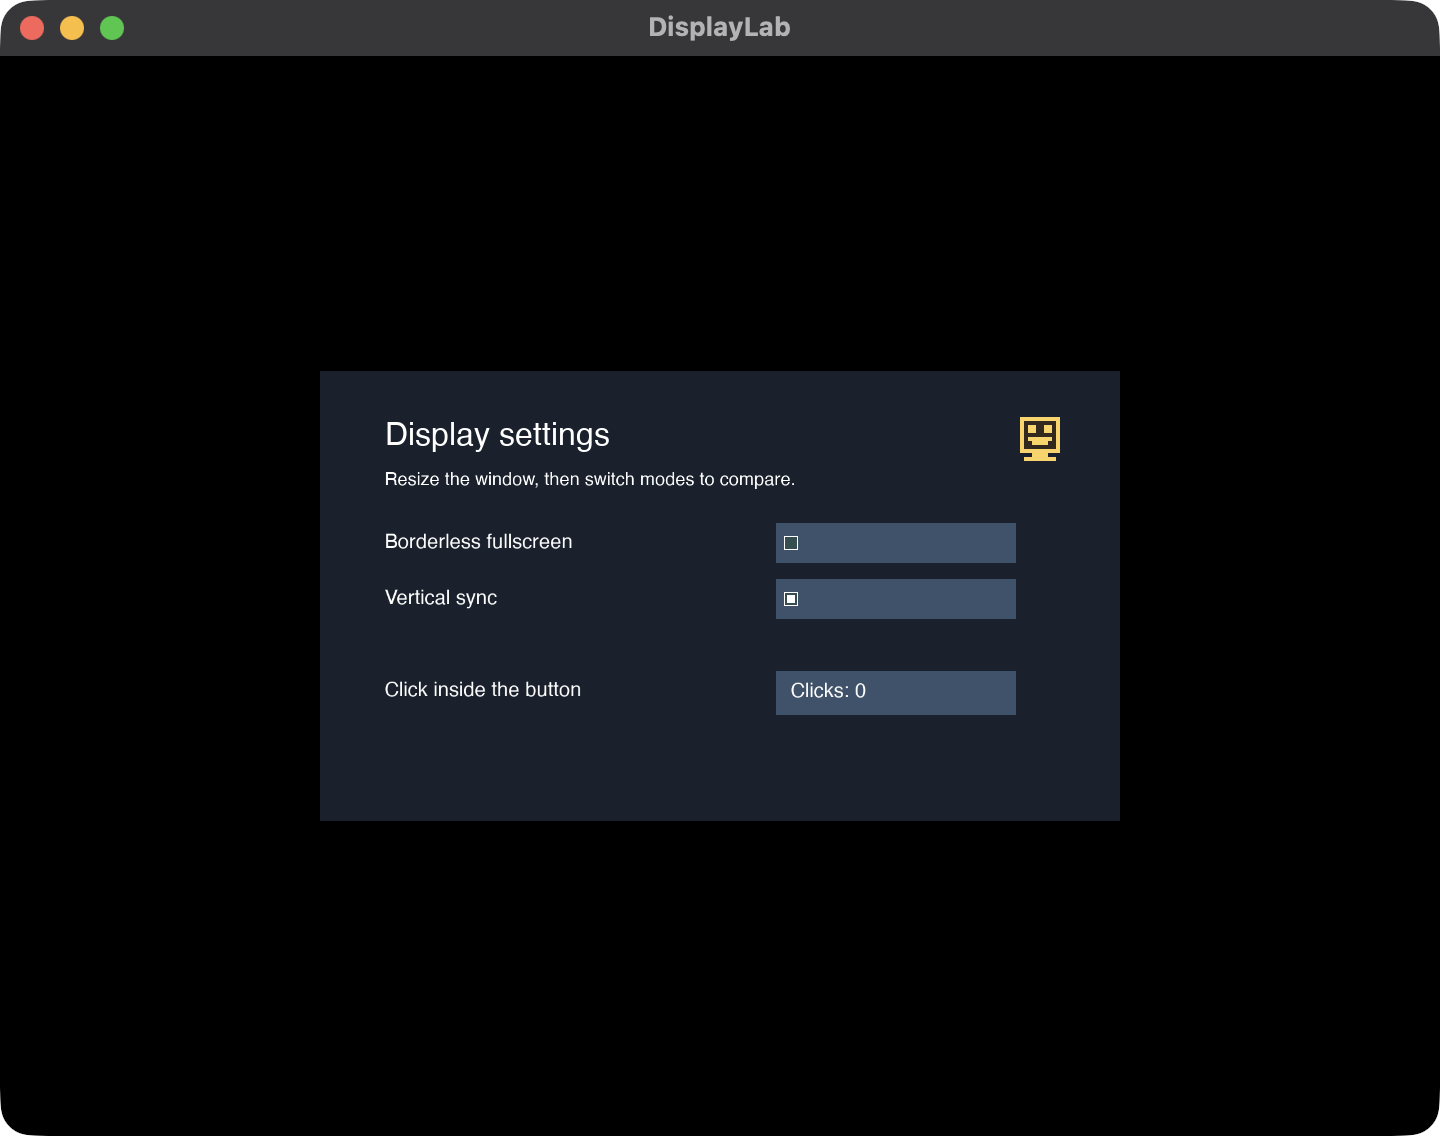 DisplayLab
Display settings
Resize the window, then switch modes to compare.
Borderless fullscreen
Vertical sync
Click inside the button
Clicks: 0